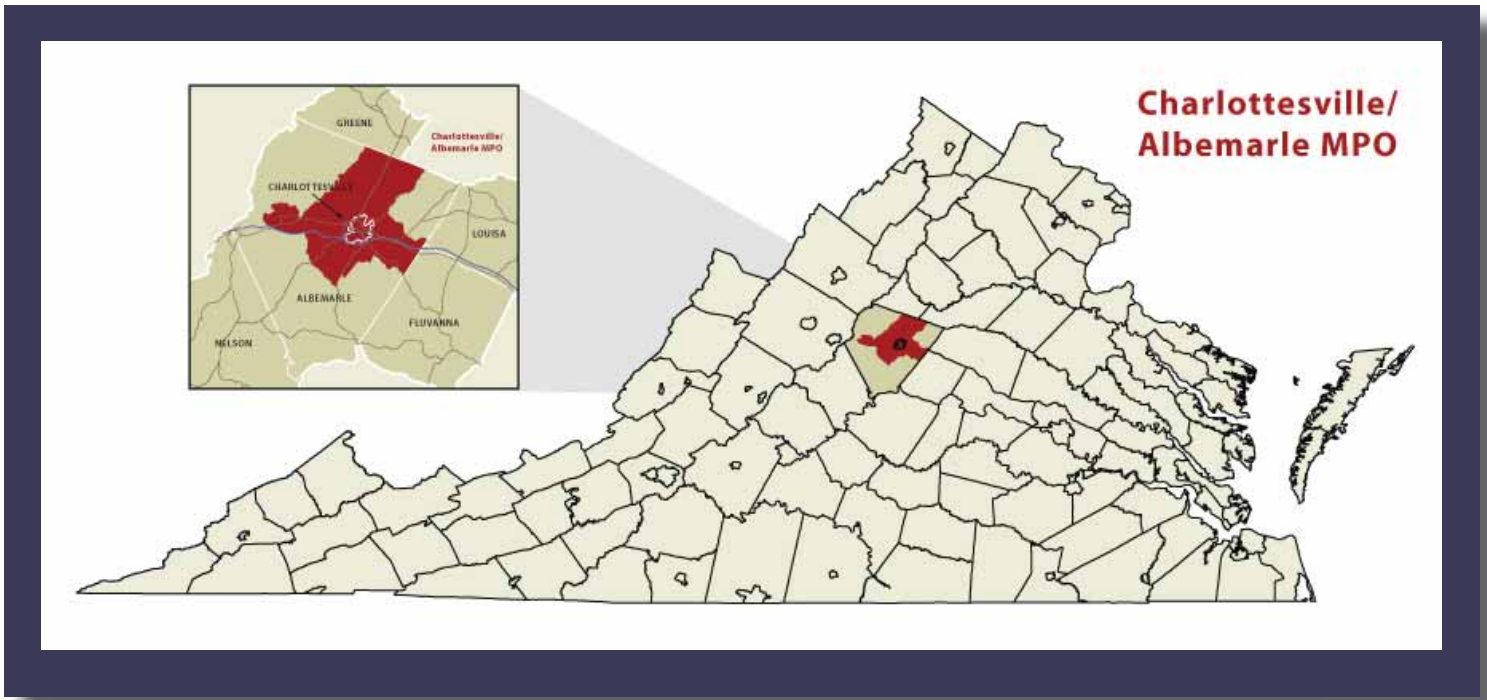 Charlottesville/
Albemarle MPO
GREENE
Charlottesville/
Albemarle MPO
CHARLOTTESVILLE
LOUISA
ALBEMARLE
FLUVANNA
NELSON